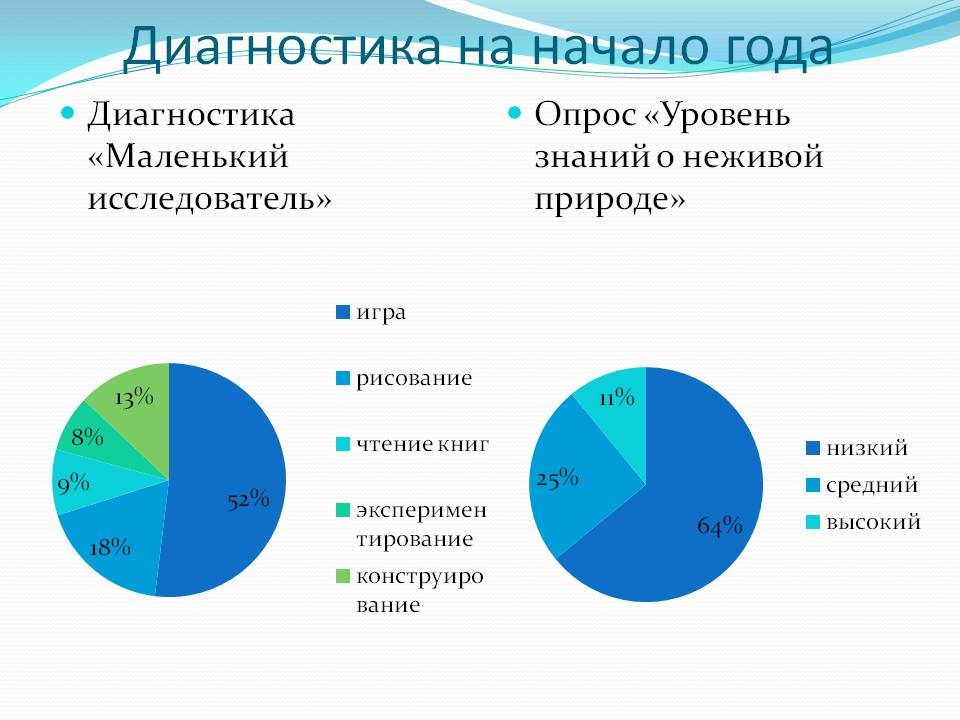 Диагностика на начало года
Диагностика
«Маленький
исследователь»
Опрос «Уровень
знаний о неживой
природе»
13%
8%
9%
18%
52%
игра
рисование
чтение книг
эксперимен
тирование
конструиро
вание
11%
25%
64%
низкий
средний
высокий